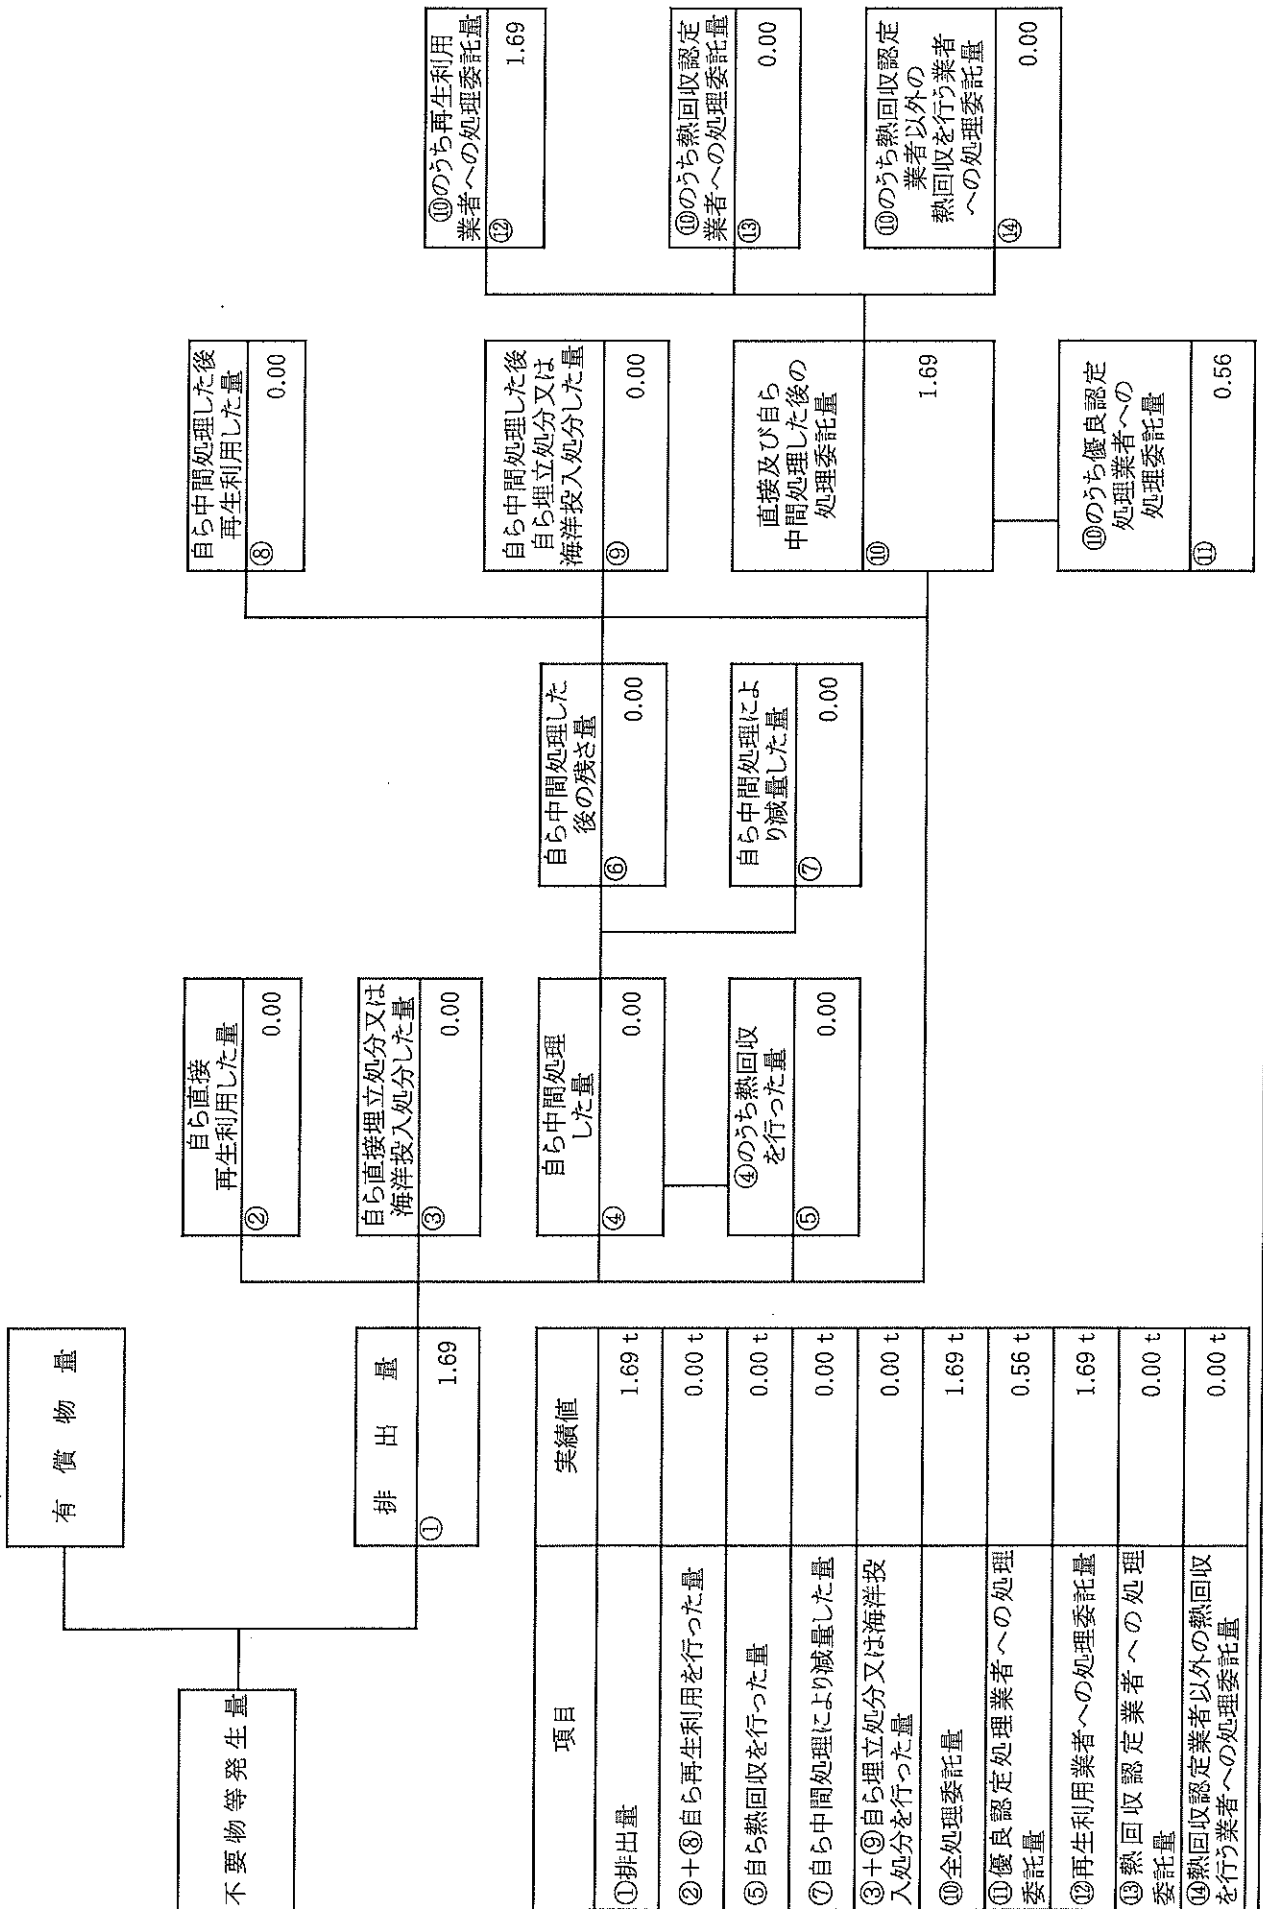 不要物等発生量
有償物量
排出量
① 1.69
自ら直接
再生利用した量
② 0.00
自ら直接埋立処分又は
海洋投入処分した量
③ 0.00
自ら中間処理
した量
④ 0.00
④のうち熱回収
を行った量
⑤ 0.00
自ら中間処理した
後の残さ量
⑥ 0.00
自ら中間処理によ
り減量した量
⑦ 0.00
自ら中間処理した後
再生利用した量
⑧ 0.00
自ら中間処理した後
自ら埋立処分又は
海洋投入処分した量
⑨ 0.00
直接及び自ら
中間処理した後の
処理委託量
⑩ 1.69
⑩のうち優良認定
処理業者への
処理委託量
⑪ 0.56
⑩のうち再生利用
業者への処理委託量
⑫ 1.69
⑩のうち熱回収認定
業者への処理委託量
⑬ 0.00
⑩のうち熱回収認定
業者以外の
熱回収を行う業者
への処理委託量
⑭ 0.00
項目 実績値
①排出量 1.69 t
②+⑧自ら再生利用を行った量 0.00 t
⑤自ら熱回収を行った量 0.00 t
⑦自ら中間処理により減量した量 0.00 t
③+⑨自ら埋立処分又は海洋投
入処分を行った量 0.00 t
⑩全処理委託量 1.69 t
⑪優良認定処理業者への処理
委託量 0.56 t
⑫再生利用業者への処理委託量 1.69 t
⑬熱回収認定業者への処理
委託量 0.00 t
⑭熱回収認定業者以外の熱回収
を行う業者への処理委託量 0.00 t